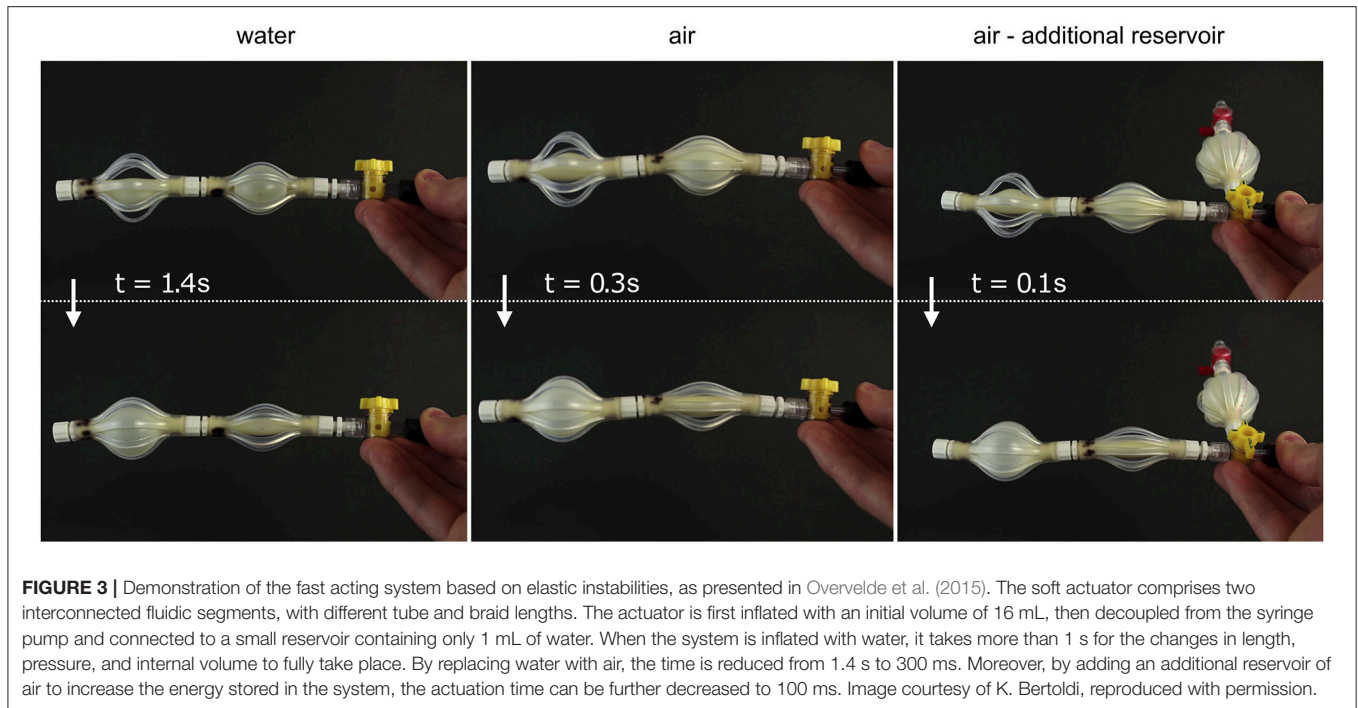 water
air
air - additional reservoir
t = 1.4s
t = 0.3s
t = 0.1s
FIGURE 3 | Demonstration of the fast acting system based on elastic instabilities, as presented in Overvelde et al. (2015). The soft actuator comprises two
interconnected fluidic segments, with different tube and braid lengths. The actuator is first inflated with an initial volume of 16 mL, then decoupled from the syringe
pump and connected to a small reservoir containing only 1 mL of water. When the system is inflated with water, it takes more than 1 s for the changes in length,
pressure, and internal volume to fully take place. By replacing water with air, the time is reduced from 1.4 s to 300 ms. Moreover, by adding an additional reservoir of
air to increase the energy stored in the system, the actuation time can be further decreased to 100 ms. Image courtesy of K. Bertoldi, reproduced with permission.